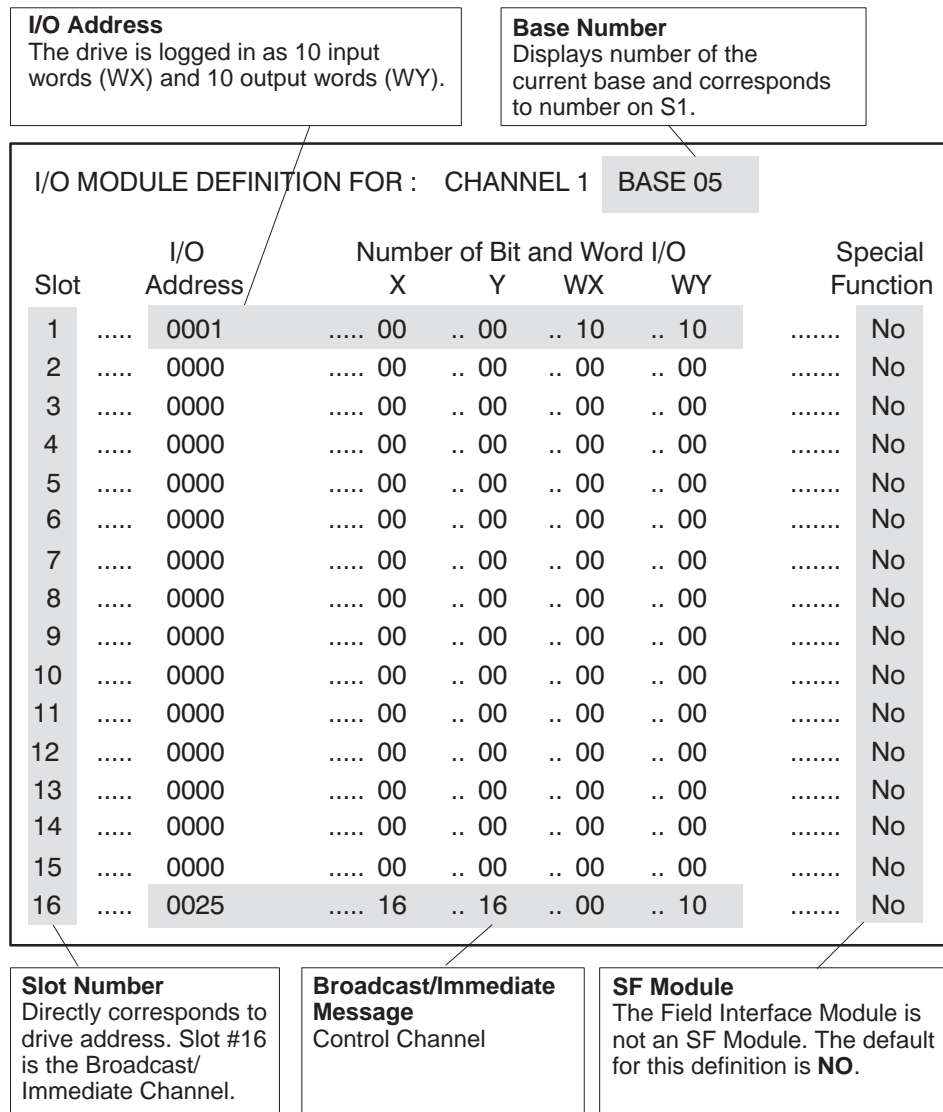 I/O Address
The drive is logged in as 10 input
words (WX) and 10 output words (WY).
Base Number
Displays number of the
current base and corresponds
to number on S1.
I/O MODULE DEFINITION FOR : CHANNEL 1 BASE 05
I/O Number of Bit and Word I/O Special
Slot Address X Y WX WY Function
1 ..... 0001 ..... 00 .. 00 .. 10 .. 10 ....... No
2 ..... 0000 ..... 00 .. 00 .. 00 .. 00 ....... No
3 ..... 0000 ..... 00 .. 00 .. 00 .. 00 ....... No
4 ..... 0000 ..... 00 .. 00 .. 00 .. 00 ....... No
5 ..... 0000 ..... 00 .. 00 .. 00 .. 00 ....... No
6 ..... 0000 ..... 00 .. 00 .. 00 .. 00 ....... No
7 ..... 0000 ..... 00 .. 00 .. 00 .. 00 ....... No
8 ..... 0000 ..... 00 .. 00 .. 00 .. 00 ....... No
9 ..... 0000 ..... 00 .. 00 .. 00 .. 00 ....... No
10 ..... 0000 ..... 00 .. 00 .. 00 .. 00 ....... No
11 ..... 0000 ..... 00 .. 00 .. 00 .. 00 ....... No
12 ..... 0000 ..... 00 .. 00 .. 00 .. 00 ....... No
13 ..... 0000 ..... 00 .. 00 .. 00 .. 00 ....... No
14 ..... 0000 ..... 00 .. 00 .. 00 .. 00 ....... No
15 ..... 0000 ..... 00 .. 00 .. 00 .. 00 ....... No
16 ..... 0025 ..... 16 .. 16 .. 00 .. 10 ....... No
Slot Number
Directly corresponds to
drive address. Slot #16
is the Broadcast/
Immediate Channel.
Broadcast/Immediate
Message
Control Channel
SF Module
The Field Interface Module is
not an SF Module. The default
for this definition is NO.